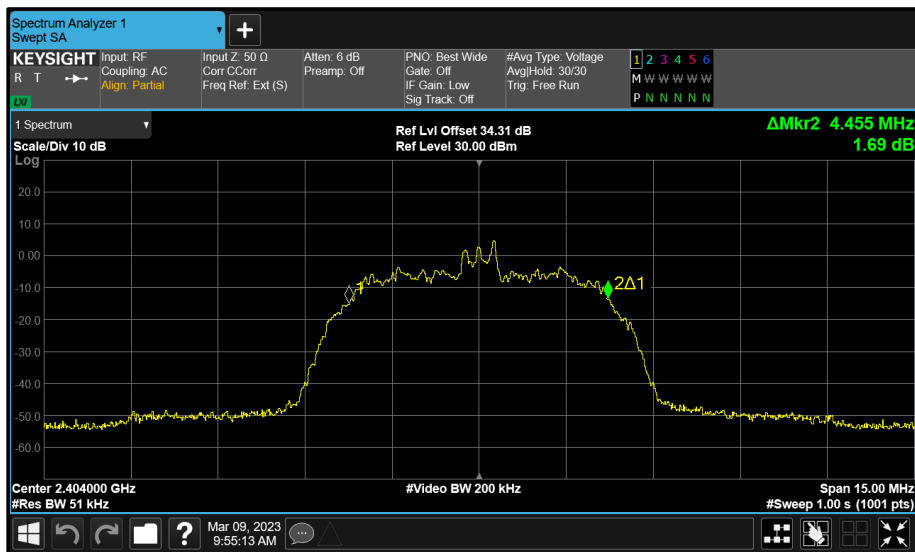 Spectrum Analyzer 1
Swept SA
+
KEYSIGHT
R T
LXI
Input: RF
Coupling: AC
Align: Partial
Input Z: 50 Ω
Corr CCorr
Freq Ref: Ext (S)
Atten: 6 dB
Preamp: Off
PNO: Best Wide
Gate: Off
IF Gain: Low
Sig Track: Off
#Avg Type: Voltage
Avg|Hold: 30/30
Trig: Free Run
1 2 3 4 5 6
M W W W W W
P N N N N N
1 Spectrum
Scale/Div 10 dB
Log
Ref Lvl Offset 34.31 dB
Ref Level 30.00 dBm
ΔMkr2 4.455 MHz
1.69 dB
20.0
10.0
0.00
-10.0
-20.0
-30.0
-40.0
-50.0
-60.0
1
2Δ1
Center 2.404000 GHz
#Res BW 51 kHz
#Video BW 200 kHz
Span 15.00 MHz
#Sweep 1.00 s (1001 pts)
?
Mar 09, 2023
9:55:13 AM